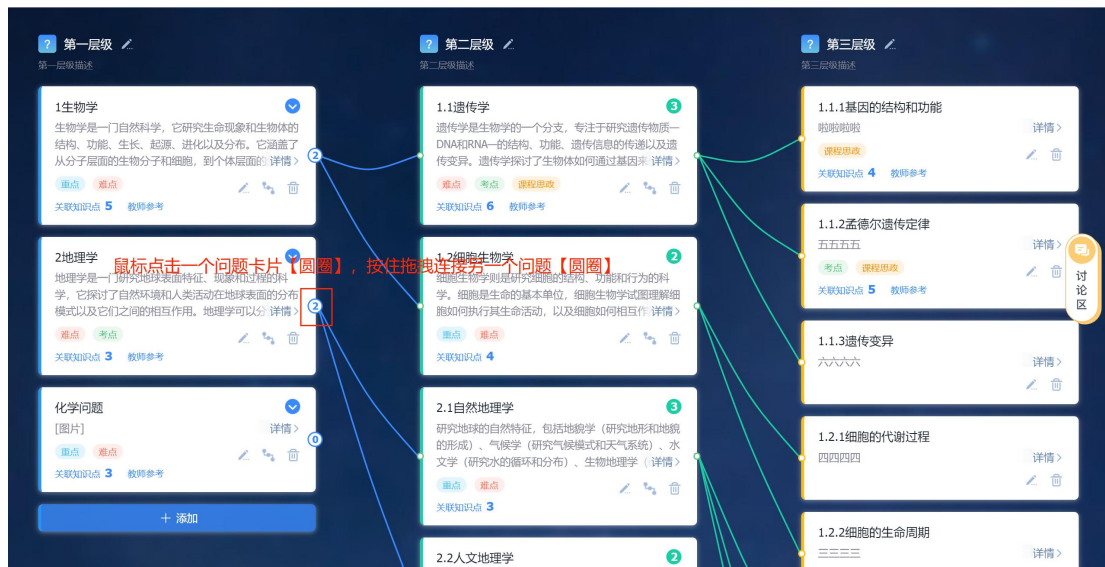 第一层级
第一层级描述
1生物学
生物学是一门自然科学，它研究生命现象和生物体的
结构、功能、生长、起源、进化以及分布。它涵盖了
从分子层面的生物分子和细胞，到个体层面的 详情>
2
重点 难点
关联知识点 5 教师参考
2地理学
地理学是一门研究地球表面特征、现象和过程的科
学，它探讨了自然环境和人类活动在地球表面的分布
模式以及它们之间的相互作用。地理学可以分 详情>
2
难点 考点
关联知识点 3 教师参考
鼠标点击一个问题卡片【圆圈】，按住拖拽连接另一个问题【圆圈】
化学问题
[图片] 详情>
0
重点 难点
关联知识点 3 教师参考
+ 添加
第二层级
第二层级描述
1.1遗传学 3
遗传学是生物学的一个分支，专注于研究遗传物质—
DNA和RNA—的结构、功能、遗传信息的传递以及遗
传变异。遗传学探讨了生物体如何通过基因来 详情>
难点 考点 课程思政
关联知识点 6 教师参考
1.2细胞生物学 2
细胞生物学则是研究细胞的结构、功能和行为的科
学。细胞是生命的基本单位，细胞生物学试图理解细
胞如何执行其生命活动，以及细胞如何相互作 详情>
重点 难点
关联知识点 4
2.1自然地理学 3
研究地球的自然特征，包括地貌学（研究地形和地貌
的形成）、气候学（研究气候模式和天气系统）、水
文学（研究水的循环和分布）、生物地理学（ 详情>
重点 难点
关联知识点 3
2.2人文地理学 2
第三层级
第三层级描述
1.1.1基因的结构和功能
啦啦啦啦 详情>
课程思政
关联知识点 4 教师参考
1.1.2孟德尔遗传定律
五五五五 详情>
考点 课程思政
关联知识点 5 教师参考
1.1.3遗传变异
六六六六 详情>
1.2.1细胞的代谢过程
四四四四 详情>
1.2.2细胞的生命周期
三三三三 详情>
讨
论
区